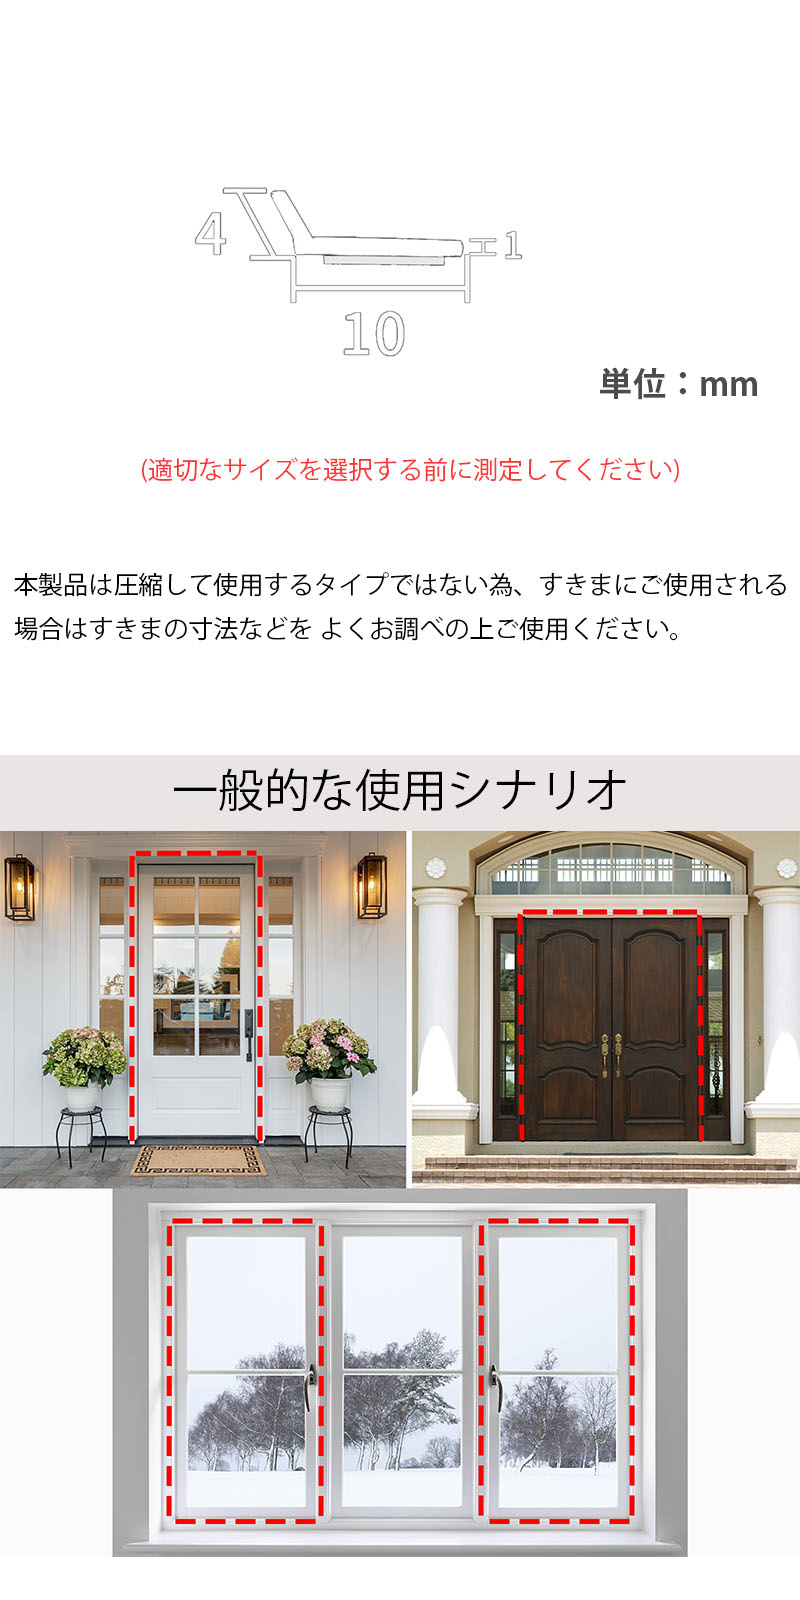 4
1
10
単位：mm
(適切なサイズを選択する前に測定してください)
本製品は圧縮して使用するタイプではない為、すきまにご使用される
場合はすきまの寸法などを よくお調べの上ご使用ください。
一般的な使用シナリオ